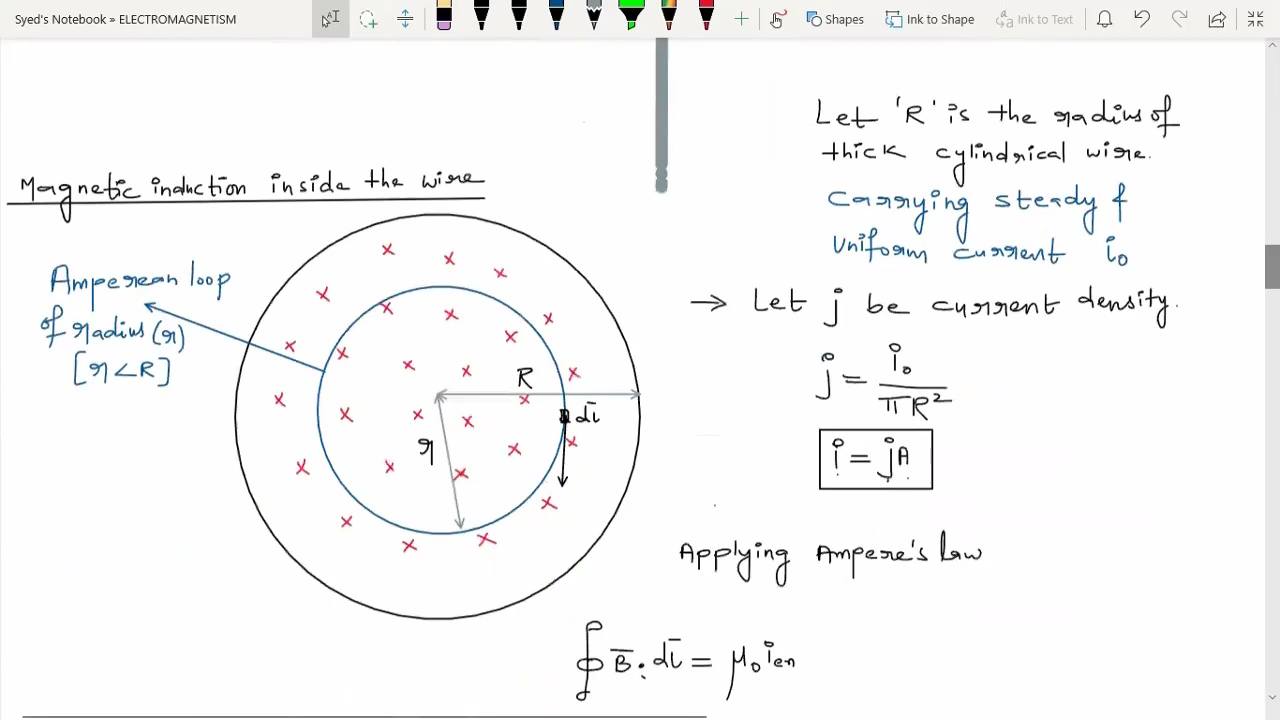 Syed's Notebook » ELECTROMAGNETISM
Shapes
Ink to Shape
Ink to Text
Let 'R' is the radius of
thick cylindrical wire.
Carrying steady &
Uniform current i₀
Magnetic induction inside the wire
Amperean loop
of radius (r)
[r < R]
R
dl̅
r
→ Let j be current density.
j = i₀ / πR²
i = jA
Applying Ampere's law
∮ B̅ . dl̅ = μ₀ i en